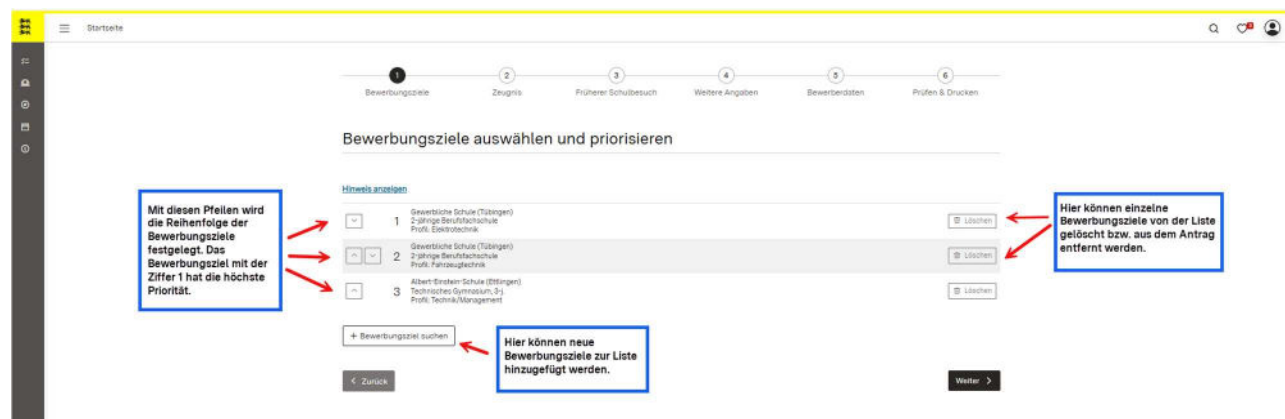 Startseite
1 2 3 4 5 6
Bewerbungsziele Zeugnis Früherer Schulbesuch Weitere Angaben Bewerberdaten Prüfen & Drucken
Bewerbungsziele auswählen und priorisieren
Hinweis anzeigen
Mit diesen Pfeilen wird
die Reihenfolge der
Bewerbungsziele
festgelegt. Das
Bewerbungsziel mit der
Ziffer 1 hat die höchste
Priorität.
1
Gewerbliche Schule (Tübingen)
2-jährige Berufsfachschule
Profil: Elektrotechnik
Löschen
2
Gewerbliche Schule (Tübingen)
2-jährige Berufsfachschule
Profil: Fahrzeugtechnik
Löschen
3
Albert-Einstein-Schule (Ettlingen)
Technisches Gymnasium, 3-j.
Profil: Technik/Management
Löschen
Hier können einzelne
Bewerbungsziele von der Liste
gelöscht bzw. aus dem Antrag
entfernt werden.
+ Bewerbungsziel suchen
Hier können neue
Bewerbungsziele zur Liste
hinzugefügt werden.
< Zurück
Weiter >